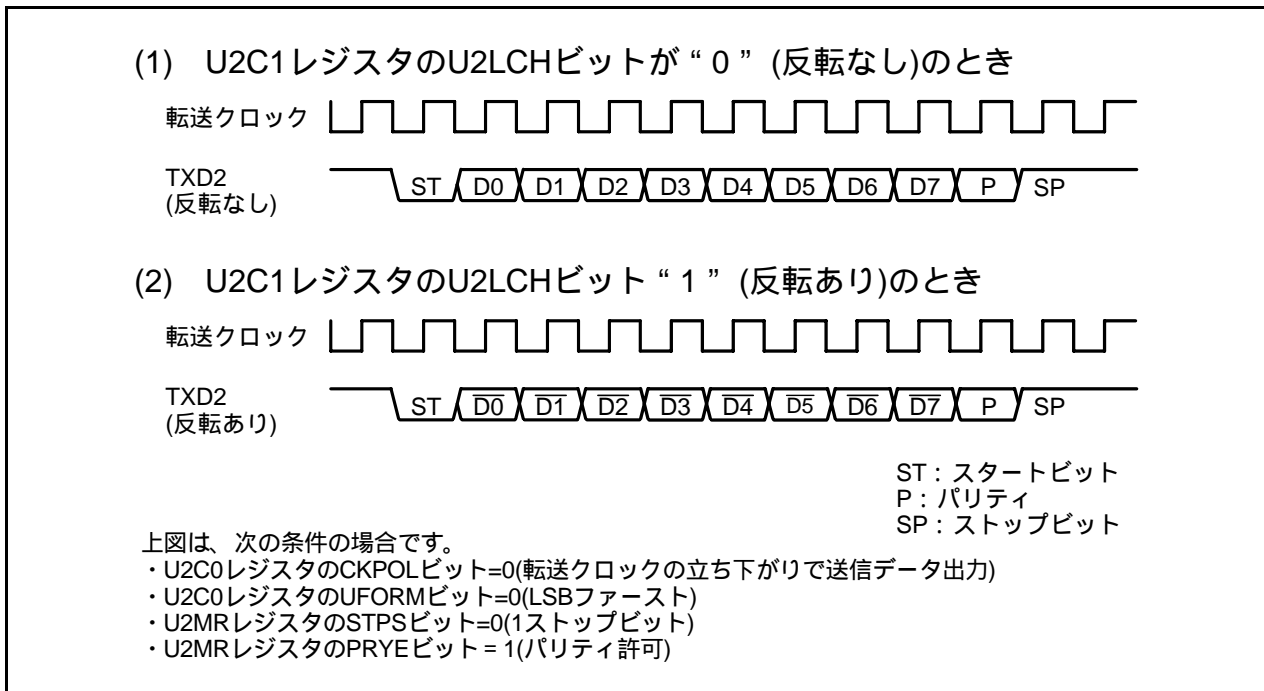 (1) U2C1レジスタのU2LCHビットが“0”(反転なし)のとき
転送クロック
TXD2
(反転なし)
ST D0 D1 D2 D3 D4 D5 D6 D7 P SP
(2) U2C1レジスタのU2LCHビット“1”(反転あり)のとき
転送クロック
TXD2
(反転あり)
ST D̅0̅ D̅1̅ D̅2̅ D̅3̅ D̅4̅ D̅5̅ D̅6̅ D̅7̅ P SP
ST:スタートビット
P:パリティ
SP:ストップビット
上図は、次の条件の場合です。
・U2C0レジスタのCKPOLビット=0(転送クロックの立ち下がりで送信データ出力)
・U2C0レジスタのUFORMビット=0(LSBファースト)
・U2MRレジスタのSTPSビット=0(1ストップビット)
・U2MRレジスタのPRYEビット=1(パリティ許可)